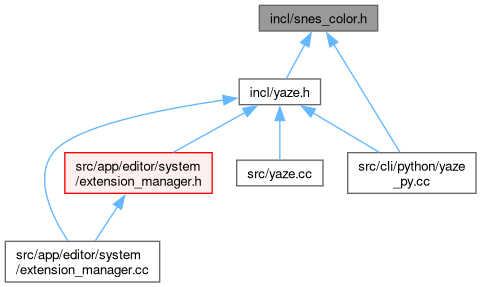 incl/snes_color.h
incl/yaze.h
src/app/editor/system
/extension_manager.h
src/yaze.cc
src/cli/python/yaze
_py.cc
src/app/editor/system
/extension_manager.cc